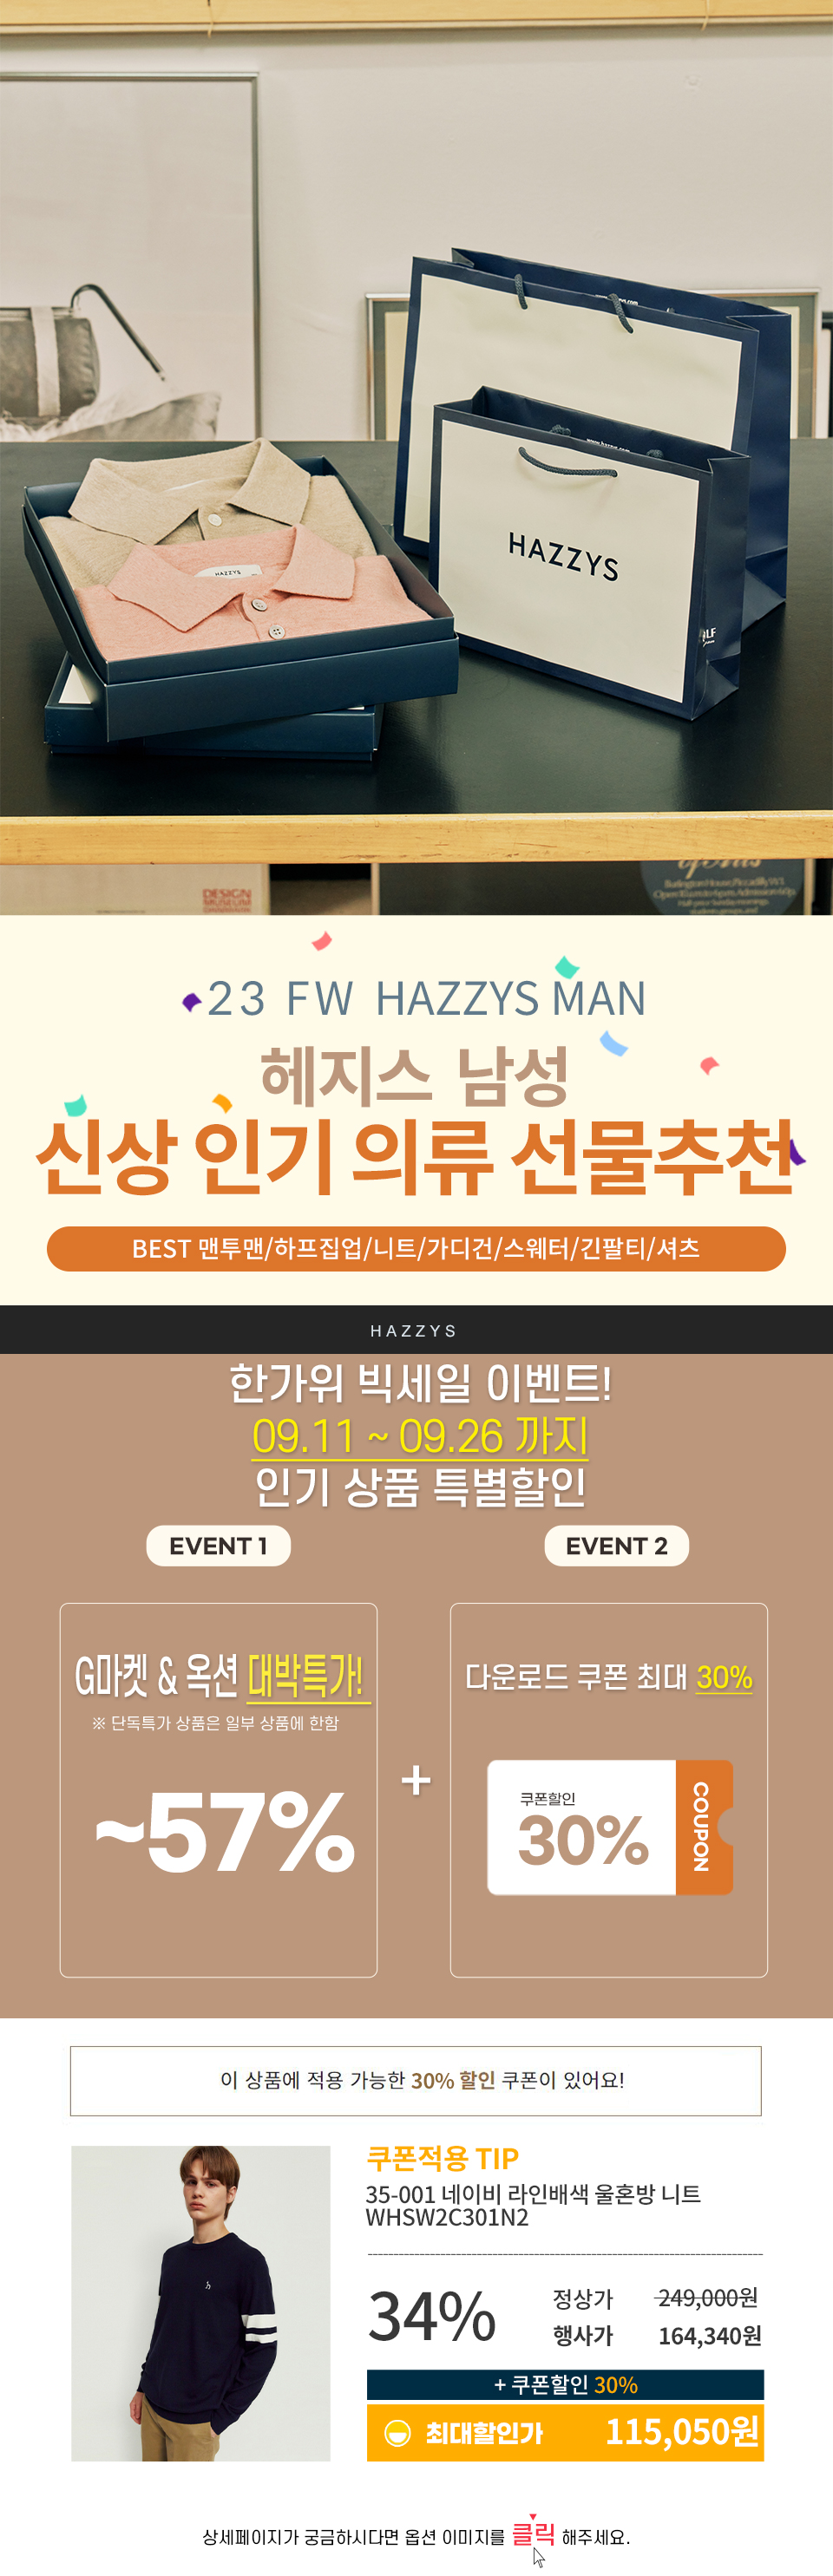 www.hazzys.com
HAZZYS
HAZZYS
DESIGN
MUSEUM
Burlington House, Piccadilly W1
23 FW HAZZYS MAN
헤지스 남성
신상 인기 의류 선물추천
BEST 맨투맨/하프집업/니트/가디건/스웨터/긴팔티/셔츠
HAZZYS
한가위 빅세일 이벤트!
09.11 ~ 09.26 까지
인기 상품 특별할인
EVENT 1
EVENT 2
G마켓 & 옥션 대박특가!
※ 단독특가 상품은 일부 상품에 한함
~57%
+
다운로드 쿠폰 최대 30%
쿠폰할인
30%
COUPON
이 상품에 적용 가능한 30% 할인 쿠폰이 있어요!
쿠폰적용 TIP
35-001 네이비 라인배색 울혼방 니트
WHSW2C301N2
34%
정상가 249,000원
행사가 164,340원
+ 쿠폰할인 30%
최대할인가 115,050원
상세페이지가 궁금하시다면 옵션 이미지를 클릭 해주세요.